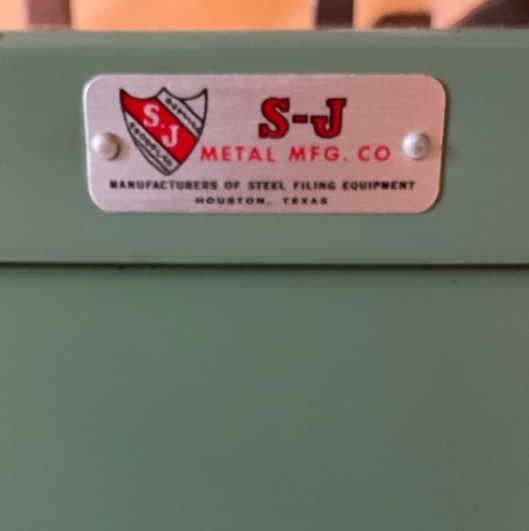 S-J
S-J
METAL MFG. CO
MANUFACTURERS OF STEEL FILING EQUIPMENT
HOUSTON, TEXAS